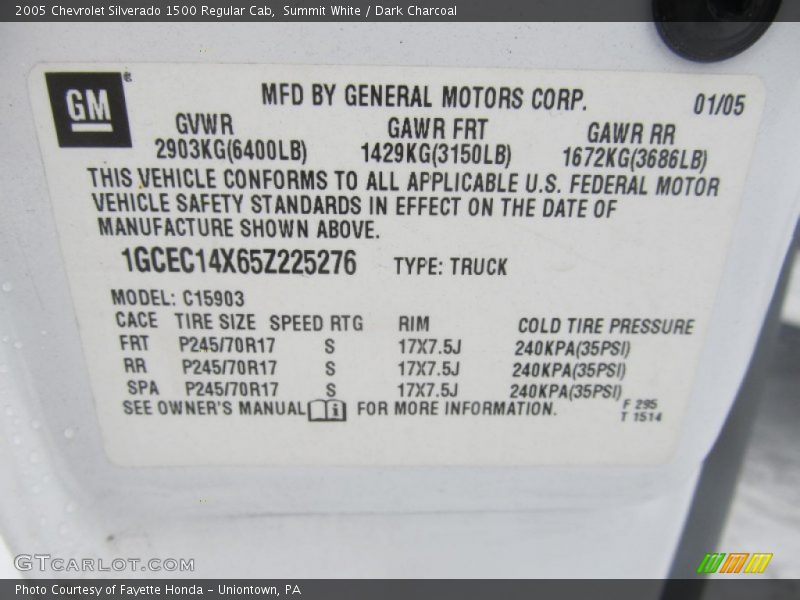 2005 Chevrolet Silverado 1500 Regular Cab,  Summit White / Dark Charcoal
GM ®
MFD BY GENERAL MOTORS CORP. 01/05
GVWR GAWR FRT GAWR RR
2903KG(6400LB) 1429KG(3150LB) 1672KG(3686LB)
THIS VEHICLE CONFORMS TO ALL APPLICABLE U.S. FEDERAL MOTOR
VEHICLE SAFETY STANDARDS IN EFFECT ON THE DATE OF
MANUFACTURE SHOWN ABOVE.
1GCEC14X65Z225276 TYPE: TRUCK
MODEL: C15903
CACE TIRE SIZE SPEED RTG RIM COLD TIRE PRESSURE
FRT P245/70R17 S 17X7.5J 240KPA(35PSI)
RR P245/70R17 S 17X7.5J 240KPA(35PSI)
SPA P245/70R17 S 17X7.5J 240KPA(35PSI)
SEE OWNER'S MANUAL i FOR MORE INFORMATION.
F 295
T 1514
GTCARLOT.COM
Photo Courtesy of Fayette Honda – Uniontown, PA